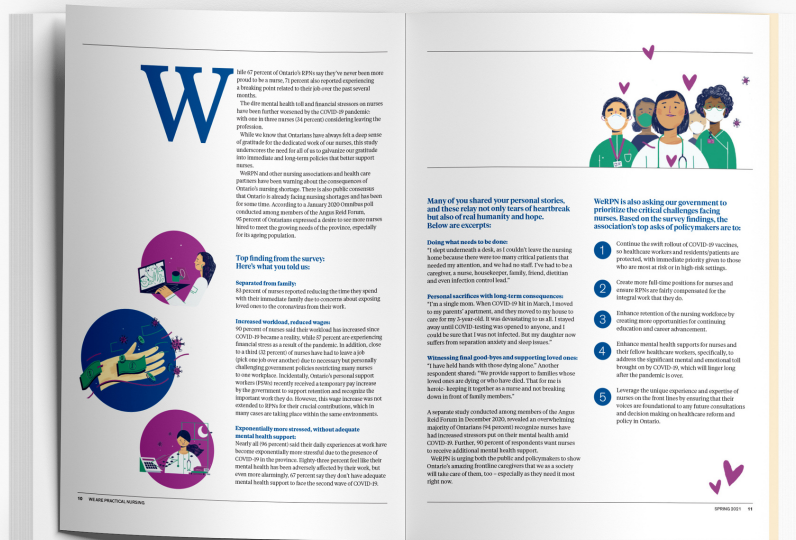 While 67 percent of Ontario's RPNs say they've never been more
proud to be a nurse, 71 percent also reported experiencing
a breaking point related to their job over the past several
months.
The dire mental health toll and financial stressors on nurses
have been further worsened by the COVID-19 pandemic:
with one in three nurses (34 percent) considering leaving the
profession.
While we know that Ontarians have always felt a deep sense
of gratitude for the dedicated work of our nurses, this study
underscores the need for all of us to galvanize our gratitude
into immediate and long-term policies that better support
nurses.
WeRPN and other nursing associations and health care
partners have been warning about the consequences of
Ontario's nursing shortage. There is also public consensus
that Ontario is already facing nursing shortages and has been
for some time. According to a January 2020 Omnibus poll
conducted among members of the Angus Reid Forum,
95 percent of Ontarians expressed a desire to see more nurses
hired to meet the growing needs of the province, especially
for its ageing population.
Top finding from the survey:
Here's what you told us:
Separated from family:
83 percent of nurses reported reducing the time they spend
with their immediate family due to concerns about exposing
loved ones to the coronavirus from their work.
Increased workload, reduced wages:
90 percent of nurses said their workload has increased since
COVID-19 became a reality, while 57 percent are experiencing
financial stress as a result of the pandemic. In addition, close
to a third (32 percent) of nurses have had to leave a job
(pick one job over another) due to necessary but personally
challenging government policies restricting many nurses
to one workplace. Incidentally, Ontario's personal support
workers (PSWs) recently received a temporary pay increase
by the government to support retention and recognize the
important work they do. However, this wage increase was not
extended to RPNs for their crucial contributions, which in
many cases are taking place within the same environments.
Exponentially more stressed, without adequate
mental health support:
Nearly all (96 percent) said their daily experiences at work have
become exponentially more stressful due to the presence of
COVID-19 in the province. Eighty-three percent feel like their
mental health has been adversely affected by their work, but
even more alarmingly, 67 percent say they don't have adequate
mental health support to face the second wave of COVID-19.
10 WE ARE PRACTICAL NURSING
Many of you shared your personal stories,
and these relay not only tears of heartbreak
but also of real humanity and hope.
Below are excerpts:
Doing what needs to be done:
"I slept underneath a desk, as I couldn't leave the nursing
home because there were too many critical patients that
needed my attention, and we had no staff. I've had to be a
caregiver, a nurse, housekeeper, family, friend, dietitian
and even infection control lead."
Personal sacrifices with long-term consequences:
"I'm a single mom. When COVID-19 hit in March, I moved
to my parents' apartment, and they moved to my house to
care for my 3-year-old. It was devastating to us all. I stayed
away until COVID-testing was opened to anyone, and I
could be sure that I was not infected. But my daughter now
suffers from separation anxiety and sleep issues."
Witnessing final good-byes and supporting loved ones:
"I have held hands with those dying alone." Another
respondent shared: "We provide support to families whose
loved ones are dying or who have died. That for me is
heroic- keeping it together as a nurse and not breaking
down in front of family members."
A separate study conducted among members of the Angus
Reid Forum in December 2020, revealed an overwhelming
majority of Ontarians (94 percent) recognize nurses have
had increased stressors put on their mental health amid
COVID-19. Further, 90 percent of respondents want nurses
to receive additional mental health support.
WeRPN is urging both the public and policymakers to show
Ontario's amazing frontline caregivers that we as a society
will take care of them, too – especially as they need it most
right now.
WeRPN is also asking our government to
prioritize the critical challenges facing
nurses. Based on the survey findings, the
association's top asks of policymakers are to:
1 Continue the swift rollout of COVID-19 vaccines,
so healthcare workers and residents/patients are
protected, with immediate priority given to those
who are most at risk or in high-risk settings.
2 Create more full-time positions for nurses and
ensure RPNs are fairly compensated for the
integral work that they do.
3 Enhance retention of the nursing workforce by
creating more opportunities for continuing
education and career advancement.
4 Enhance mental health supports for nurses and
their fellow healthcare workers, specifically, to
address the significant mental and emotional toll
brought on by COVID-19, which will linger long
after the pandemic is over.
5 Leverage the unique experience and expertise of
nurses on the front lines by ensuring that their
voices are foundational to any future consultations
and decision making on healthcare reform and
policy in Ontario.
SPRING 2021 11